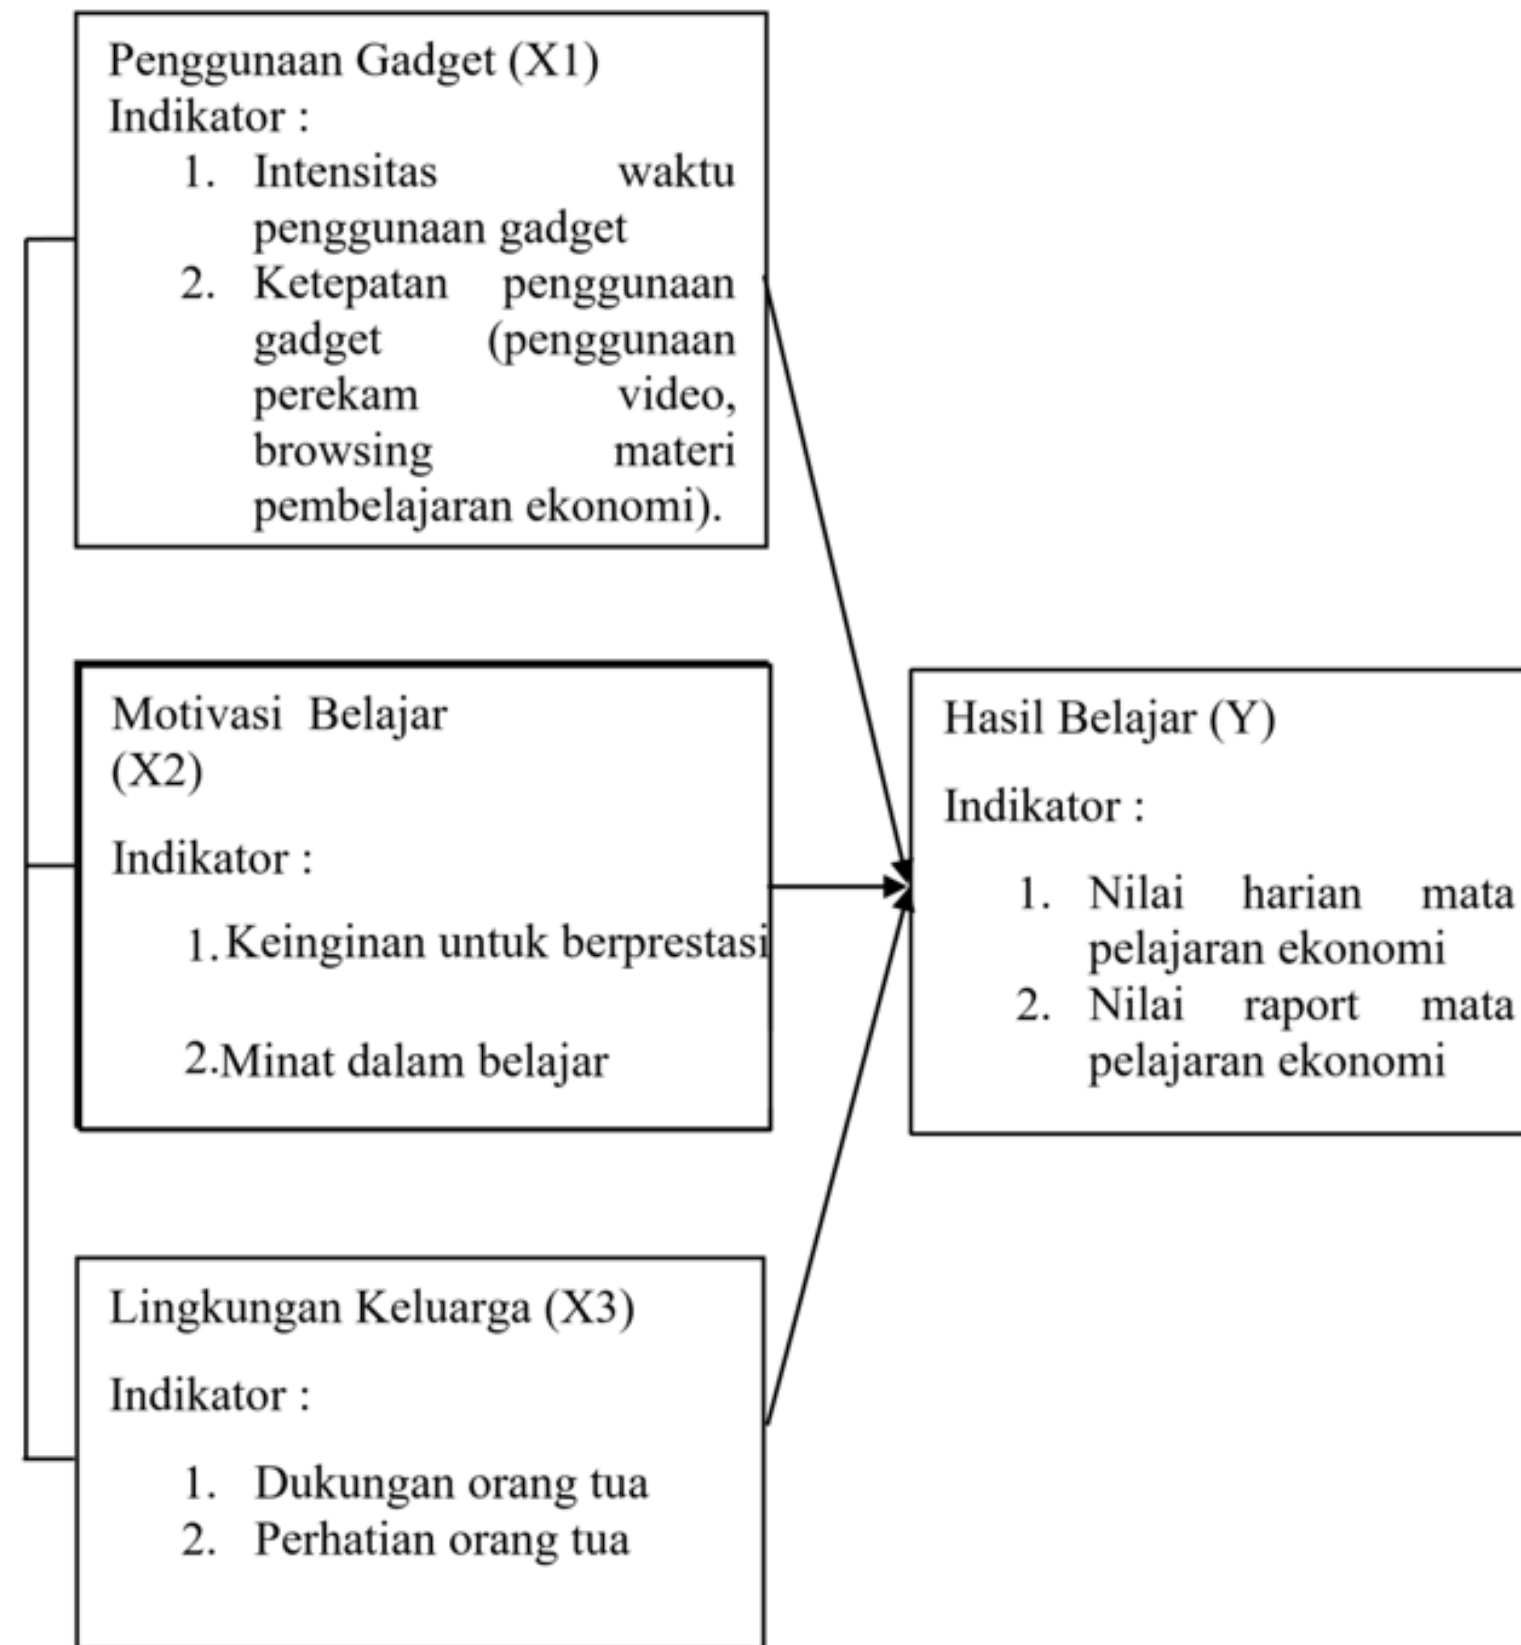 Penggunaan Gadget (X1)
Indikator :
1. Intensitas waktu
penggunaan gadget
2. Ketepatan penggunaan
gadget (penggunaan
perekam video,
browsing materi
pembelajaran ekonomi).
Motivasi Belajar
(X2)
Indikator :
1. Keinginan untuk berprestasi
2. Minat dalam belajar
Lingkungan Keluarga (X3)
Indikator :
1. Dukungan orang tua
2. Perhatian orang tua
Hasil Belajar (Y)
Indikator :
1. Nilai harian mata
pelajaran ekonomi
2. Nilai raport mata
pelajaran ekonomi